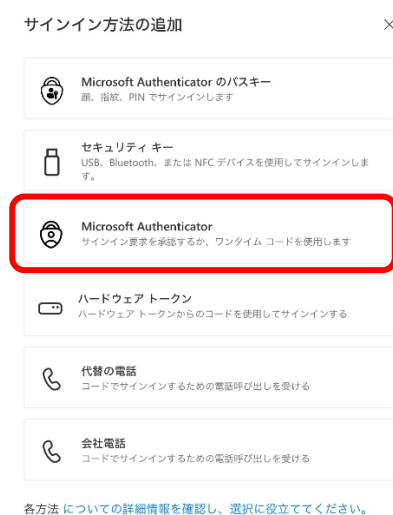 サインイン方法の追加
Microsoft Authenticator のパスキー
顔、指紋、PIN でサインインします
セキュリティ キー
USB、Bluetooth、または NFC デバイスを使用してサインインしま
す。
Microsoft Authenticator
サインイン要求を承認するか、ワンタイム コードを使用します
ハードウェア トークン
ハードウェア トークンからのコードを使用してサインインする
代替の電話
コードでサインインするための電話呼び出しを受ける
会社電話
コードでサインインするための電話呼び出しを受ける
各方法 についての詳細情報を確認し、選択に役立ててください。